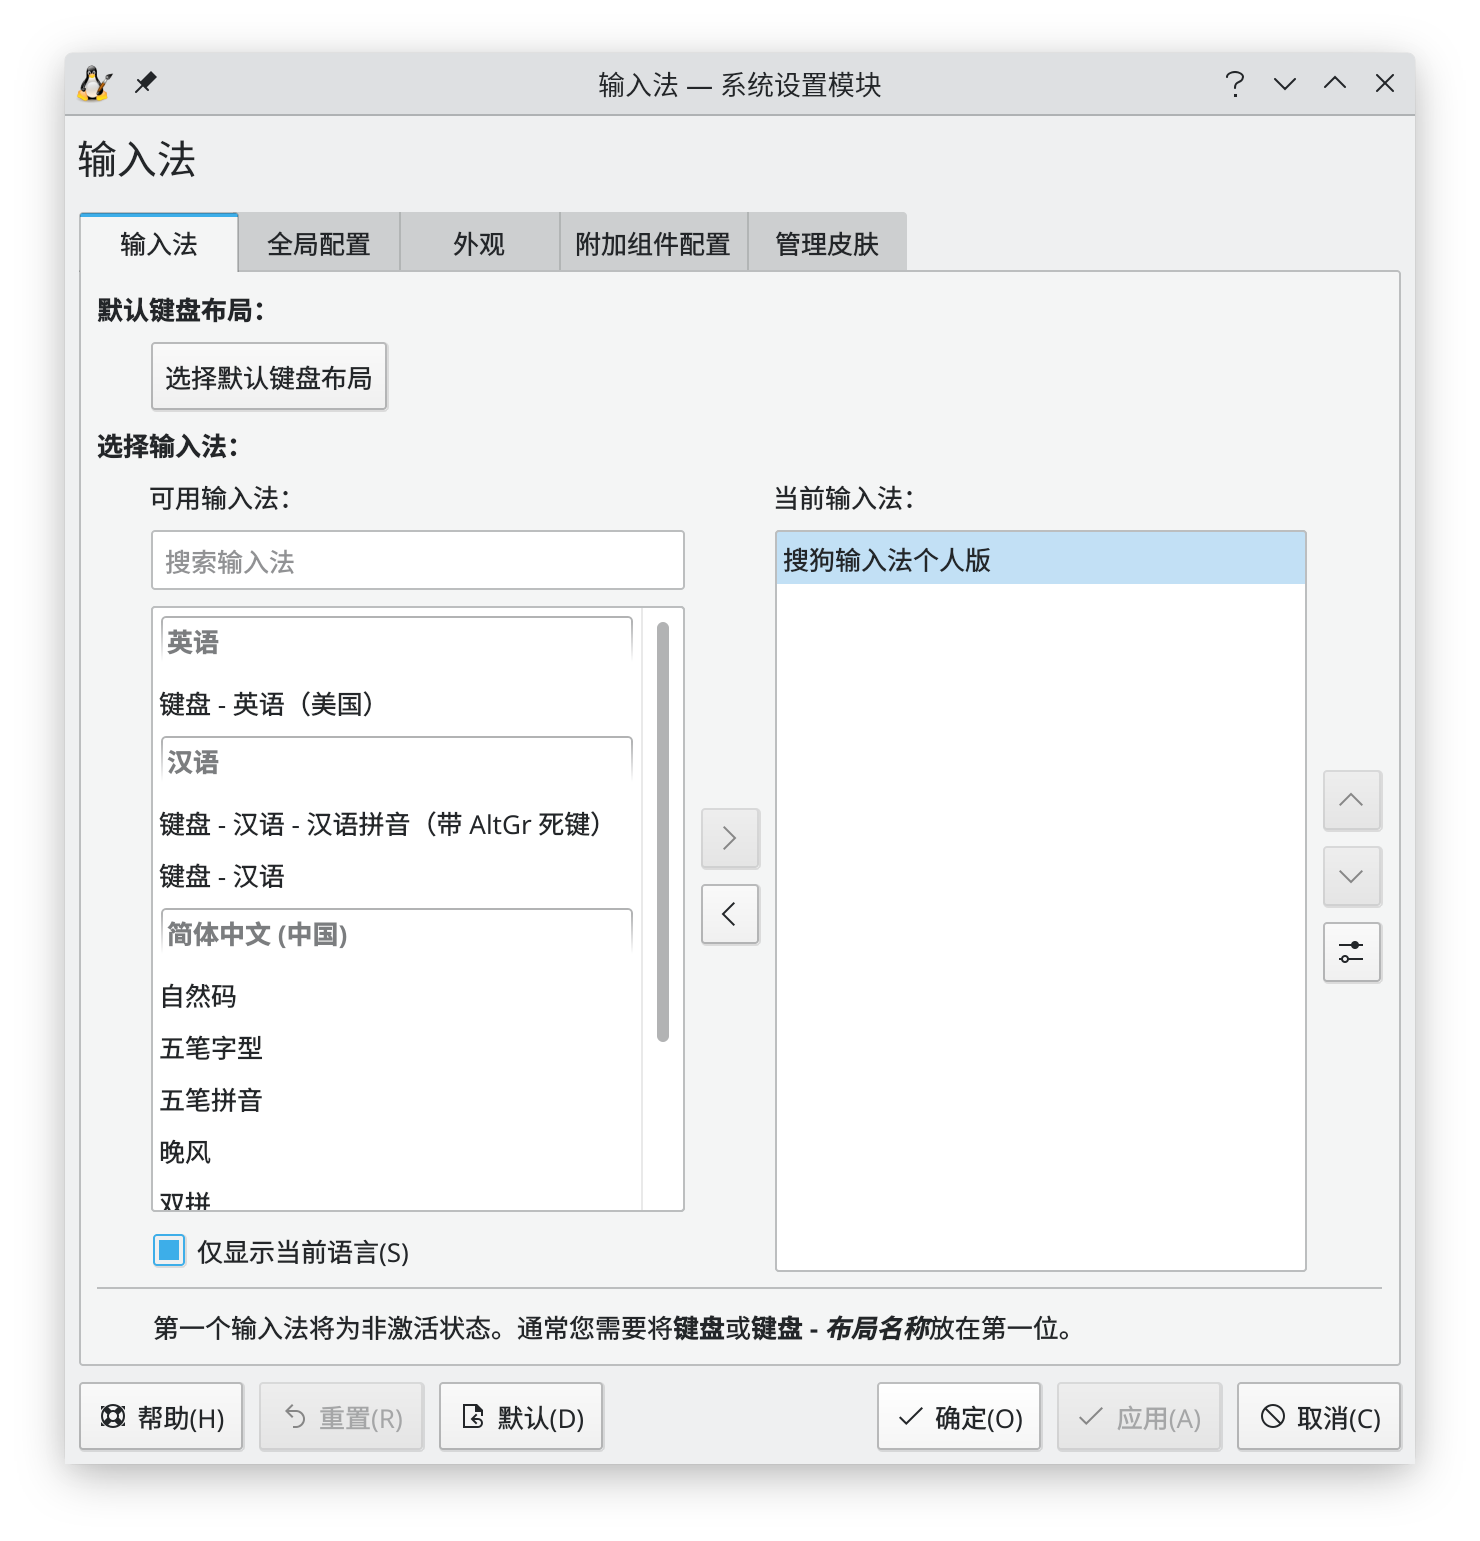 输入法 — 系统设置模块
输入法
输入法 全局配置 外观 附加组件配置 管理皮肤
默认键盘布局：
选择默认键盘布局
选择输入法：
可用输入法：
搜索输入法
英语
键盘 - 英语（美国）
汉语
键盘 - 汉语 - 汉语拼音（带 AltGr 死键）
键盘 - 汉语
简体中文 (中国)
自然码
五笔字型
五笔拼音
晚风
双拼
仅显示当前语言(S)
当前输入法：
搜狗输入法个人版
第一个输入法将为非激活状态。通常您需要将键盘或键盘 - 布局名称放在第一位。
帮助(H) 重置(R) 默认(D) 确定(O) 应用(A) 取消(C)